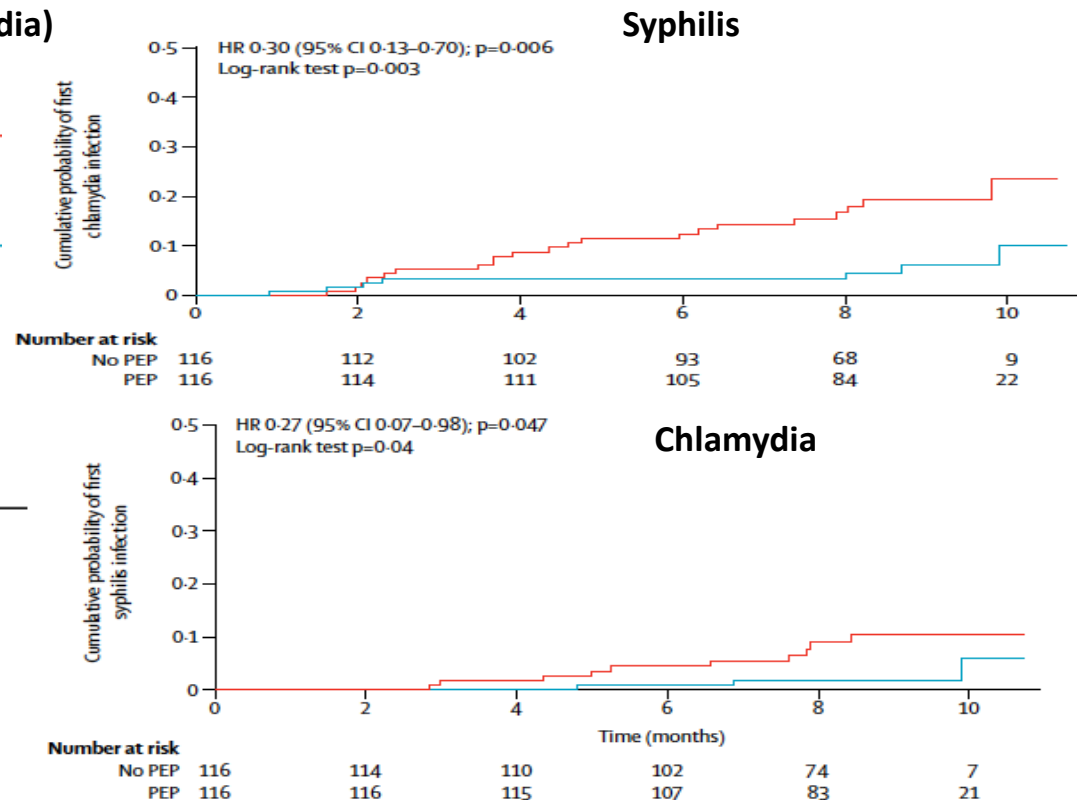 dia)
Syphilis
HR 0·30 (95% CI 0·13–0·70); p=0·006
Log-rank test p=0·003
Cumulative probability of first
chlamydia infection
0·5
0·4
0·3
0·2
0·1
0
0 2 4 6 8 10
Number at risk
No PEP 116 112 102 93 68 9
PEP 116 114 111 105 84 22
Chlamydia
HR 0·27 (95% CI 0·07–0·98); p=0·047
Log-rank test p=0·04
Cumulative probability of first
syphilis infection
0·5
0·4
0·3
0·2
0·1
0
0 2 4 6 8 10
Time (months)
Number at risk
No PEP 116 114 110 102 74 7
PEP 116 116 115 107 83 21